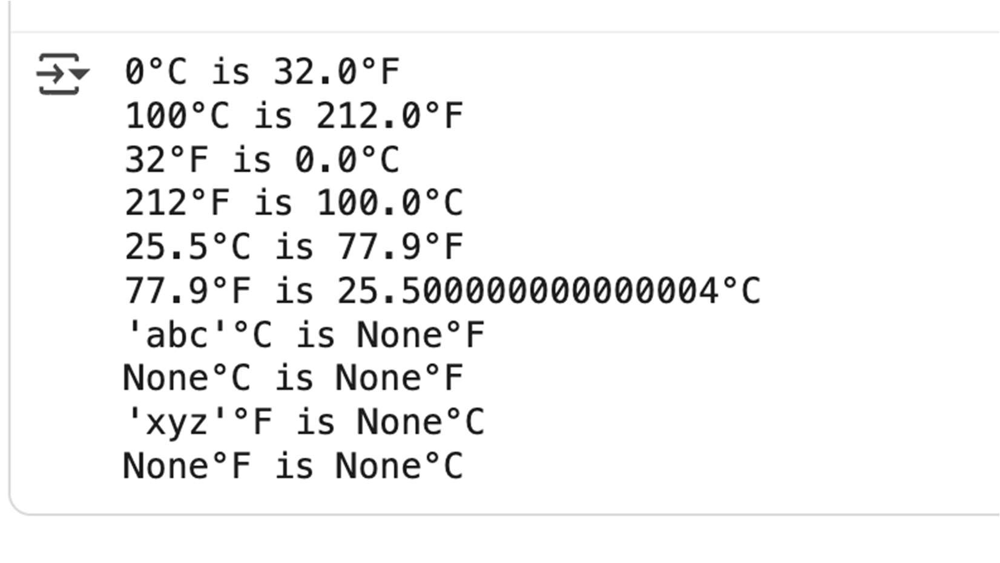 0°C is 32.0°F
100°C is 212.0°F
32°F is 0.0°C
212°F is 100.0°C
25.5°C is 77.9°F
77.9°F is 25.500000000000004°C
'abc'°C is None°F
None°C is None°F
'xyz'°F is None°C
None°F is None°C